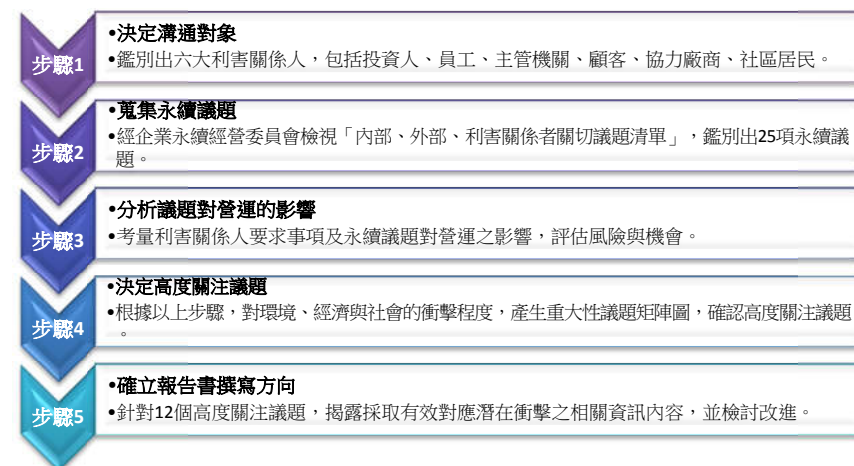 步驟1
•決定溝通對象
•鑑別出六大利害關係人，包括投資人、員工、主管機關、顧客、協力廠商、社區居民。
步驟2
•蒐集永續議題
•經企業永續經營委員會檢視「內部、外部、利害關係者關切議題清單」，鑑別出25項永續議
題。
步驟3
•分析議題對營運的影響
•考量利害關係人要求事項及永續議題對營運之影響，評估風險與機會。
步驟4
•決定高度關注議題
•根據以上步驟，對環境、經濟與社會的衝擊程度，產生重大性議題矩陣圖，確認高度關注議題
。
步驟5
•確立報告書撰寫方向
•針對12個高度關注議題，揭露採取有效對應潛在衝擊之相關資訊內容，並檢討改進。